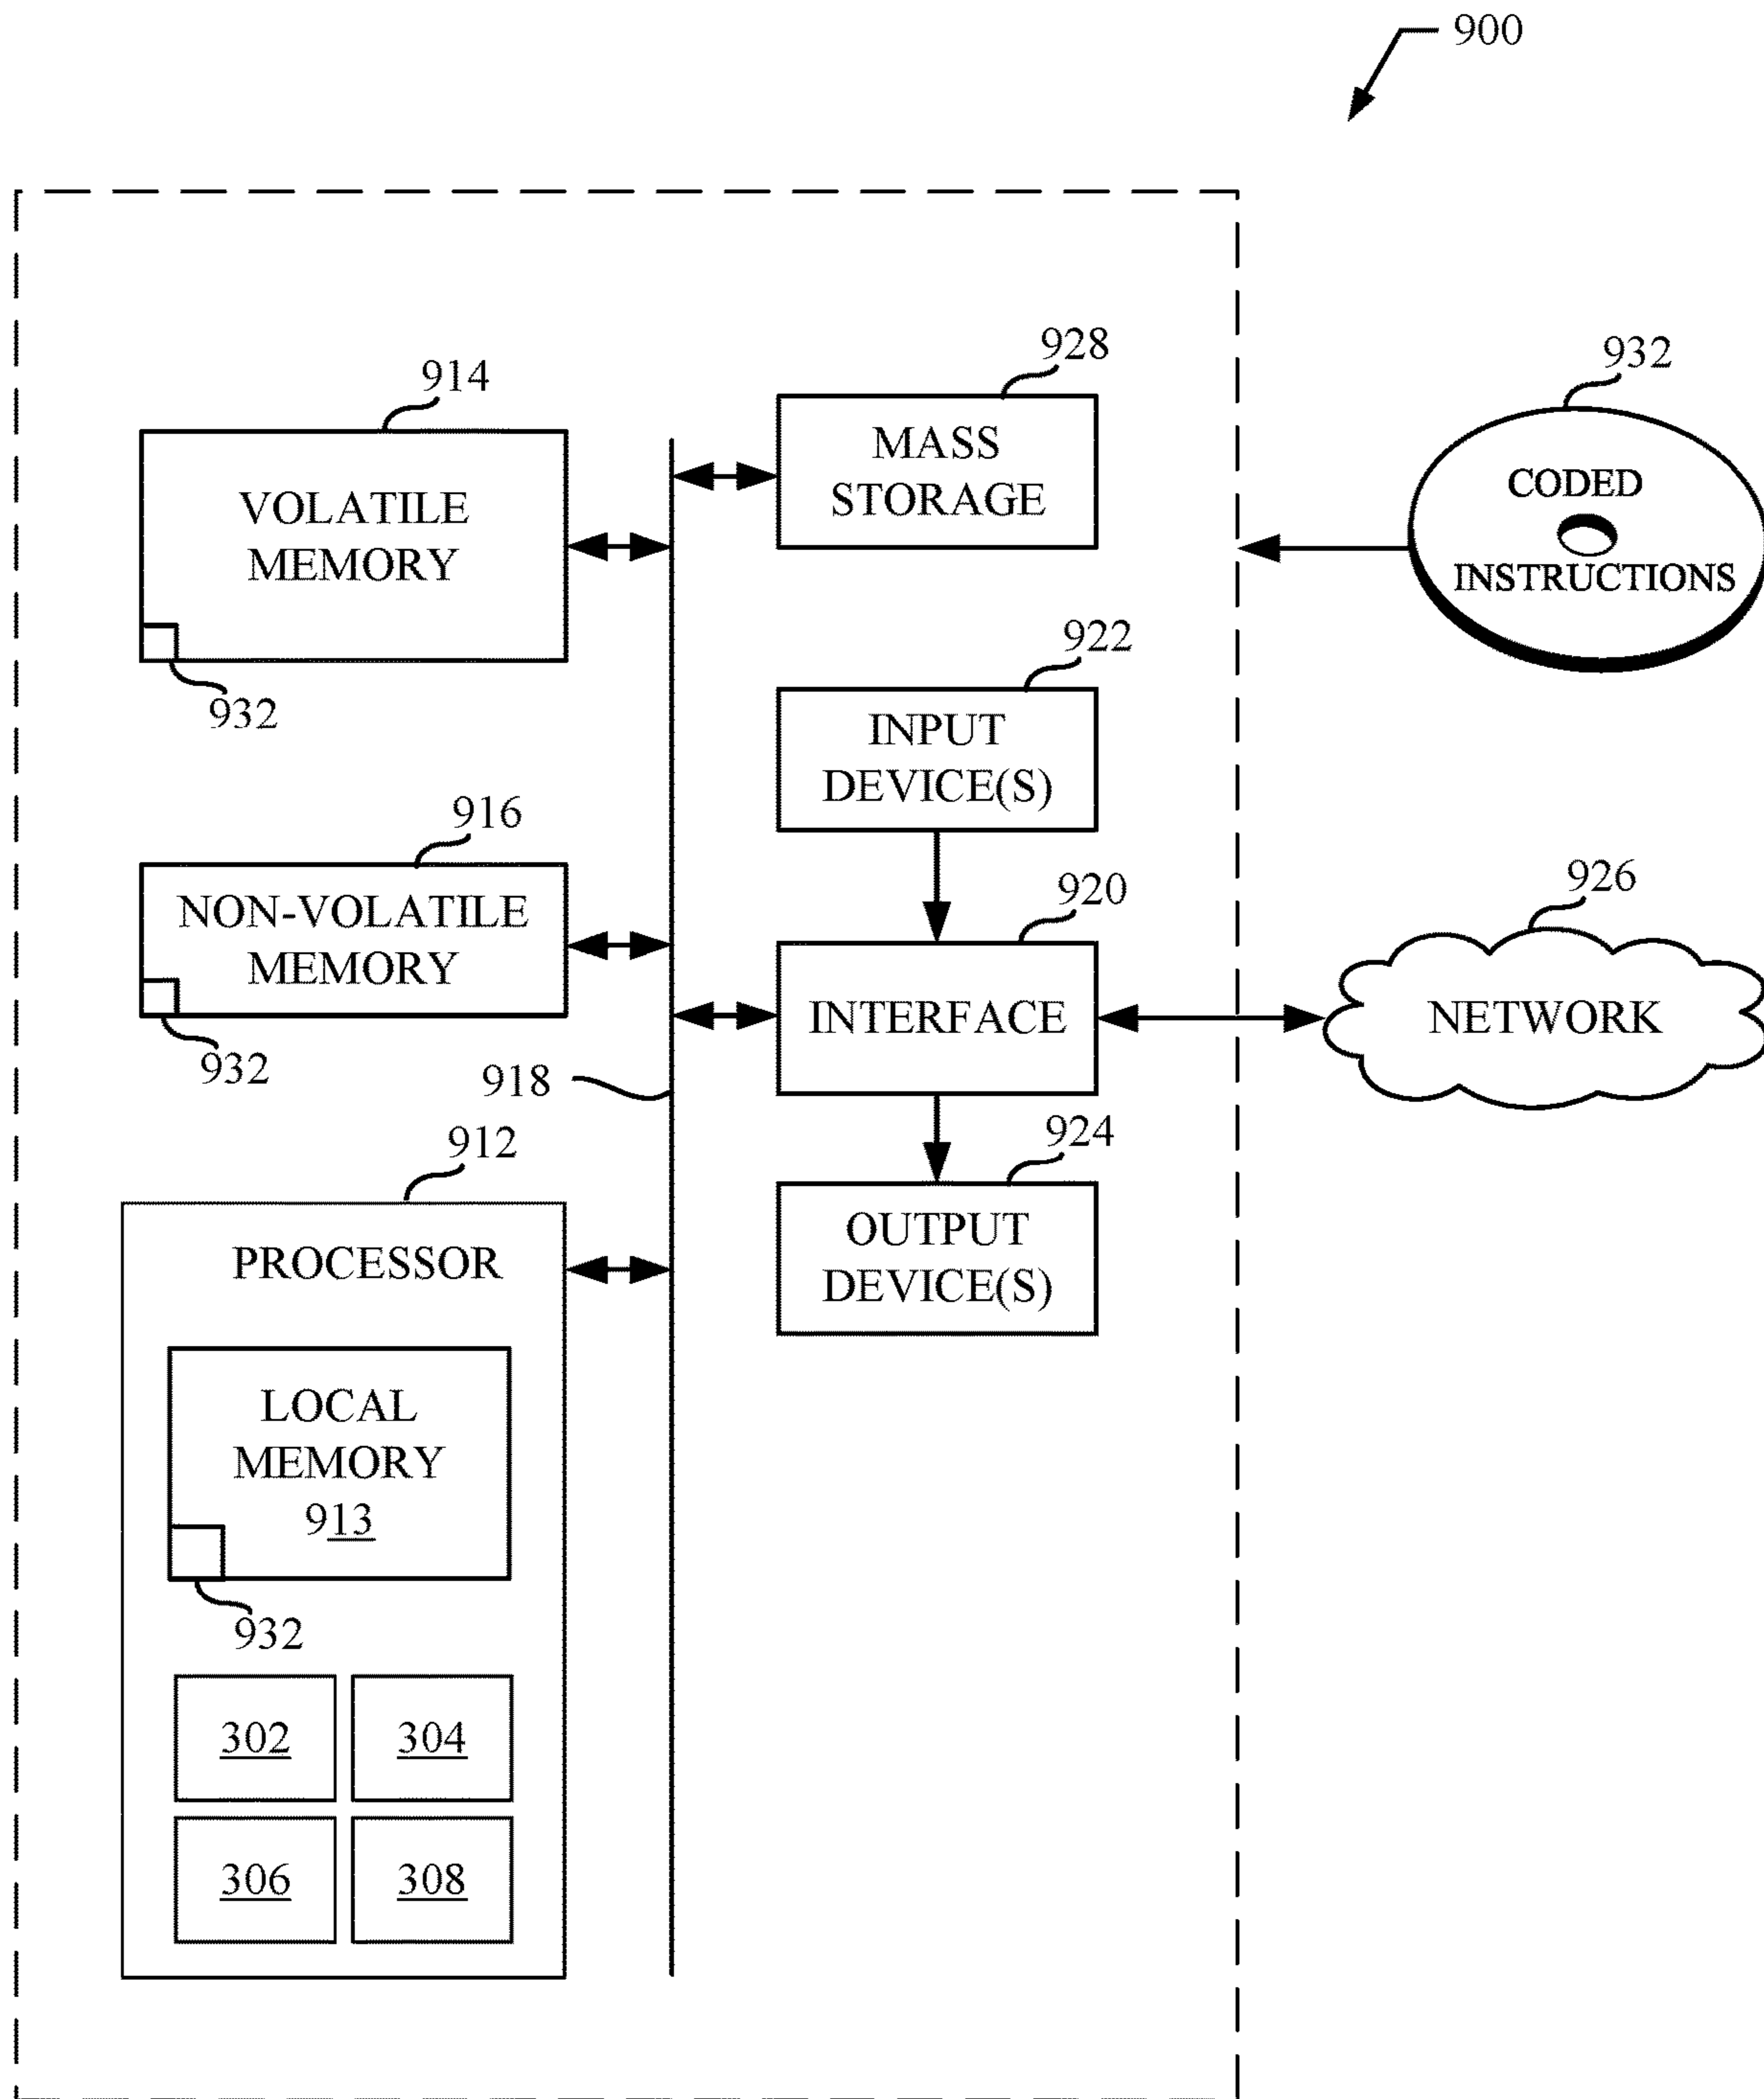 900
914
VOLATILE
MEMORY
932
928
MASS
STORAGE
932
CODED
INSTRUCTIONS
922
INPUT
DEVICE(S)
916
NON-VOLATILE
MEMORY
932
920
INTERFACE
926
NETWORK
918
912
PROCESSOR
924
OUTPUT
DEVICE(S)
LOCAL
MEMORY
913
932
302
304
306
308